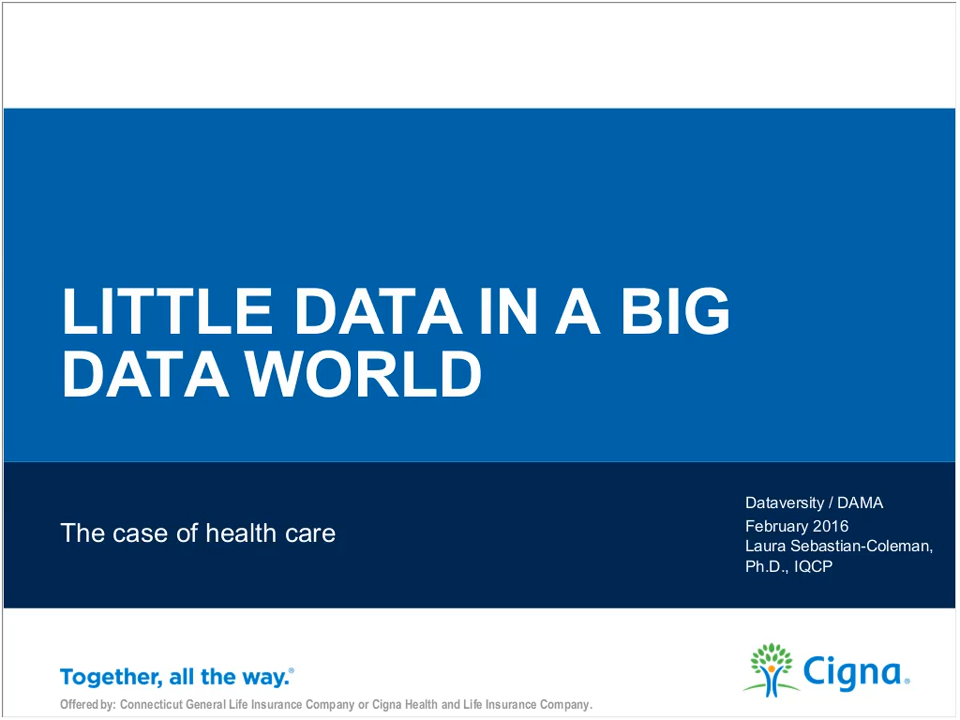 LITTLE DATA IN A BIG
DATA WORLD
The case of health care
Dataversity / DAMA
February 2016
Laura Sebastian-Coleman,
Ph.D., IQCP
Together, all the way.®
Cigna®
Offered by: Connecticut General Life Insurance Company or Cigna Health and Life Insurance Company.